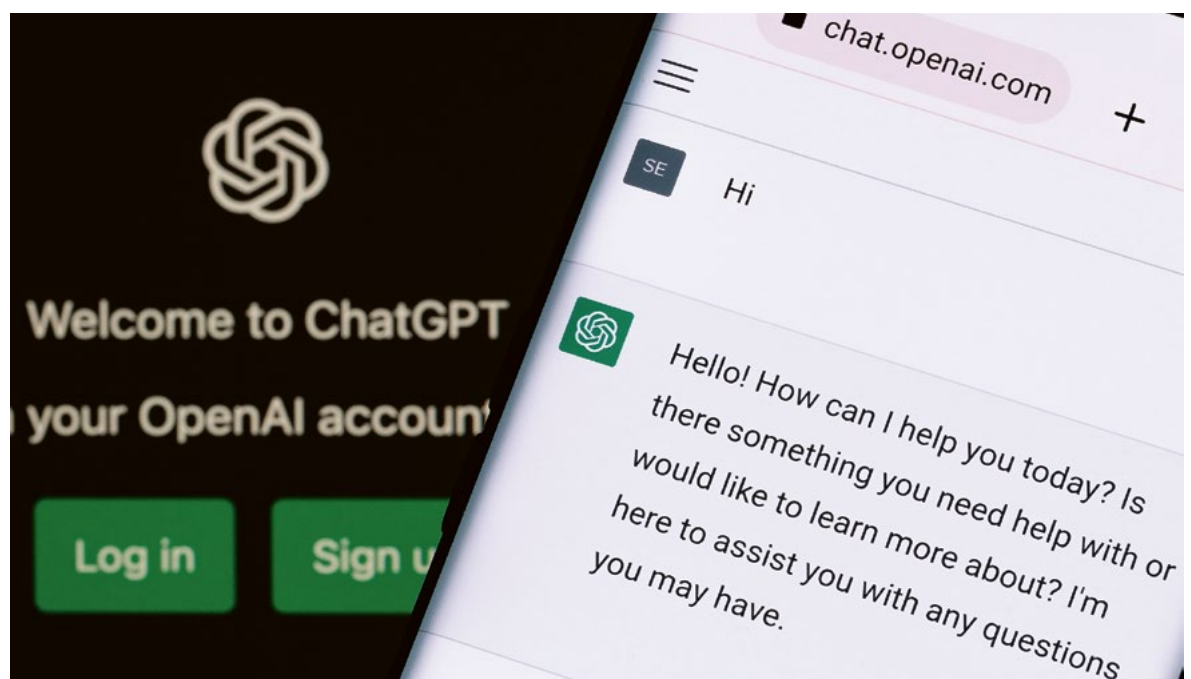 Welcome to ChatGPT
your OpenAI account
Log in
Sign u
chat.openai.com
SE
Hi
Hello! How can I help you today? Is
there something you need help with or
would like to learn more about? I'm
here to assist you with any questions
you may have.